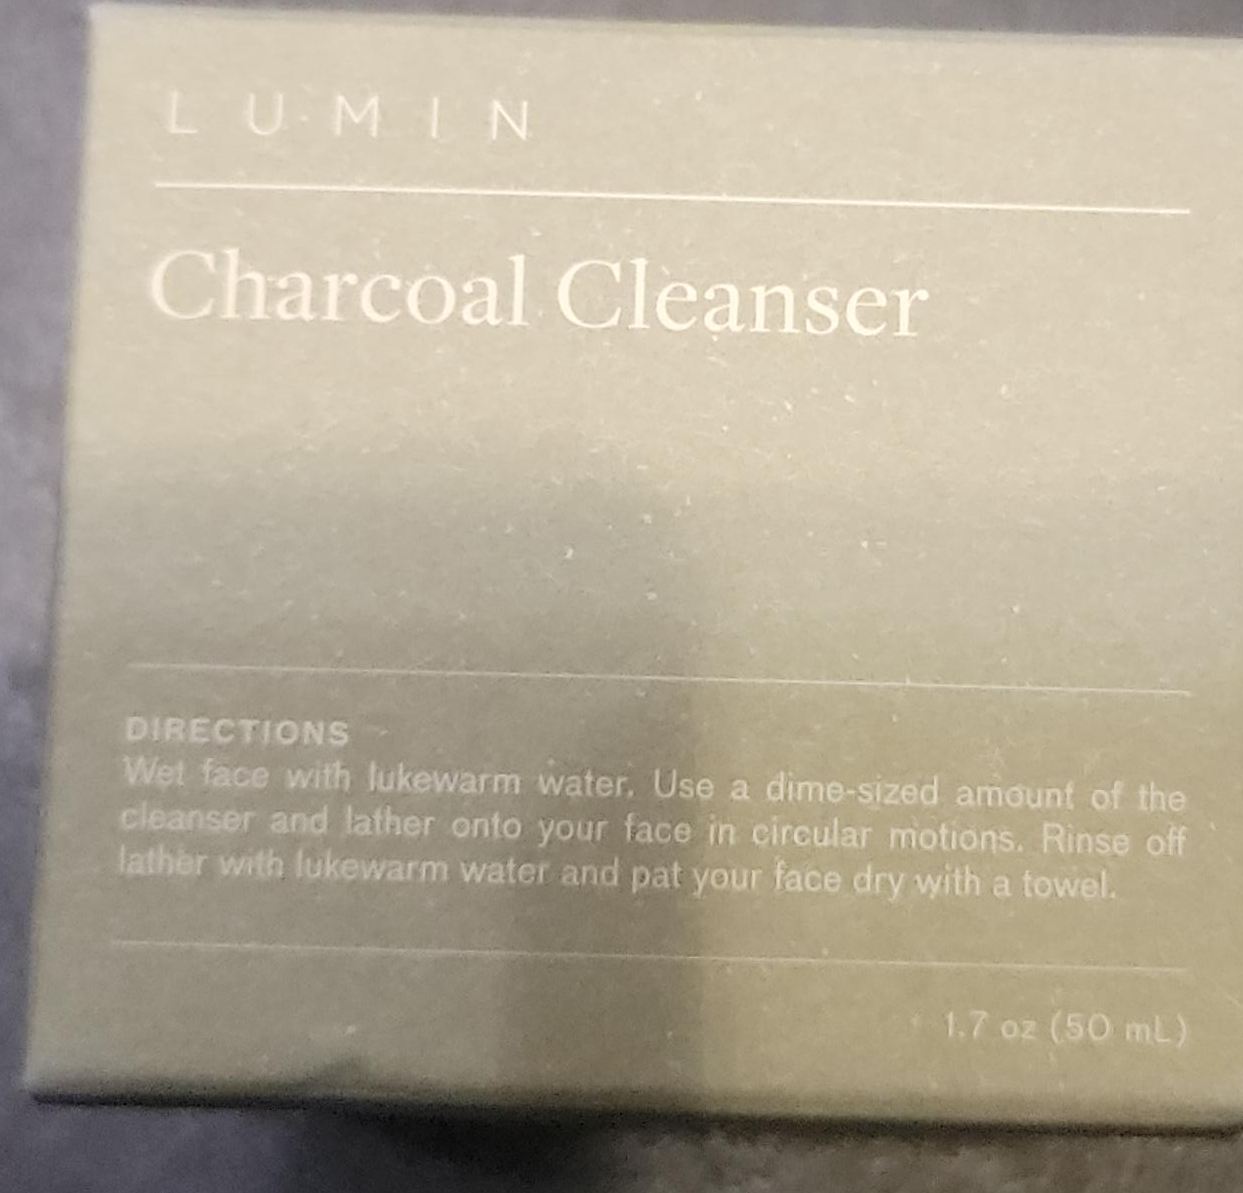 LUMIN
Charcoal Cleanser
DIRECTIONS
Wet face with lukewarm water. Use a dime-sized amount of the
cleanser and lather onto your face in circular motions. Rinse off
lather with lukewarm water and pat your face dry with a towel.
1.7 oz (50 mL)